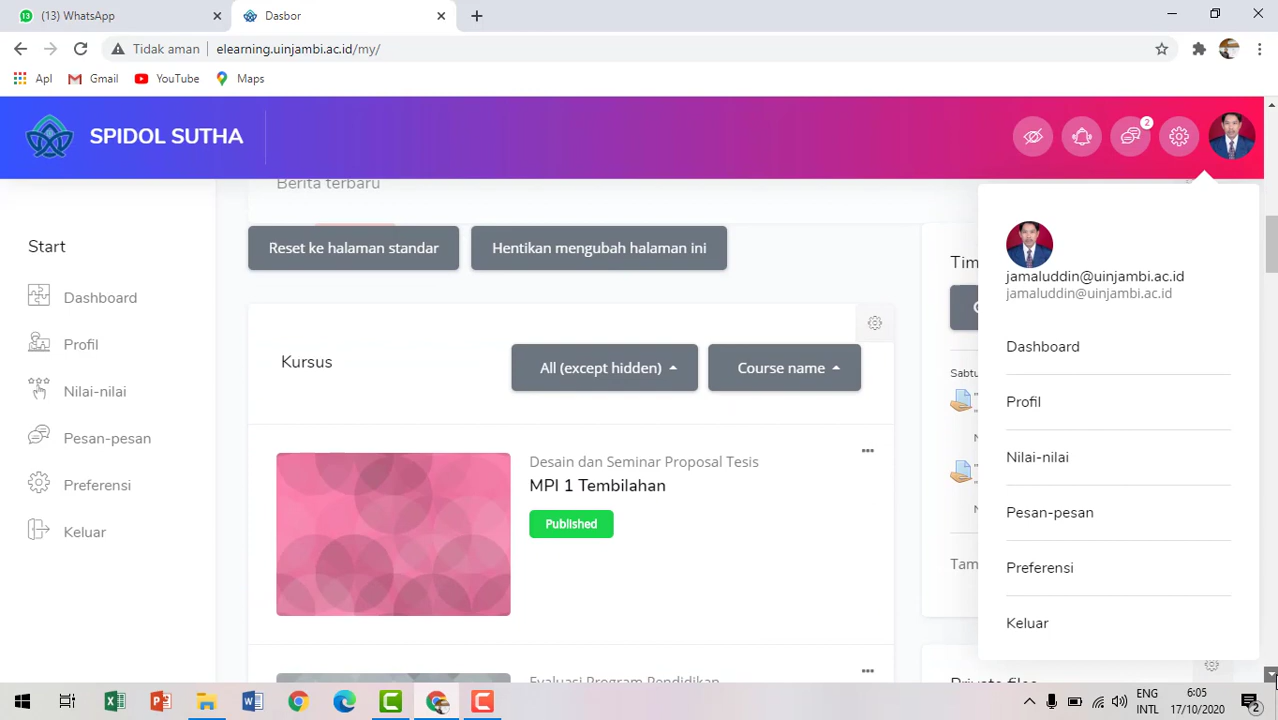 (13) WhatsApp
Dasbor
Tidak aman
elearning.uinjambi.ac.id/my/
Apl
Gmail
YouTube
Maps
SPIDOL SUTHA
2
Berita terbaru
Start
Dashboard
Profil
Nilai-nilai
Pesan-pesan
Preferensi
Keluar
Reset ke halaman standar
Hentikan mengubah halaman ini
Kursus
All (except hidden)
Course name
Desain dan Seminar Proposal Tesis
MPI 1 Tembilahan
Published
Evaluasi Program Pendidikan
Tim
Sabtu
Tam
Private files
jamaluddin@uinjambi.ac.id
jamaluddin@uinjambi.ac.id
Dashboard
Profil
Nilai-nilai
Pesan-pesan
Preferensi
Keluar
ENG
INTL
6:05
17/10/2020
2